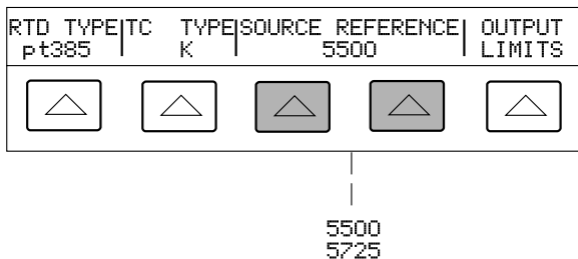 RTD TYPE|TC TYPE|SOURCE REFERENCE| OUTPUT
pt385 | K | 5500 | LIMITS
5500
5725